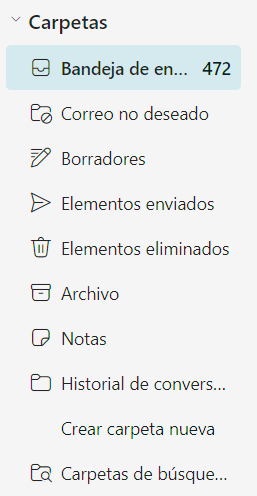 Carpetas
Bandeja de en... 472
Correo no deseado
Borradores
Elementos enviados
Elementos eliminados
Archivo
Notas
Historial de convers...
Crear carpeta nueva
Carpetas de búsque...